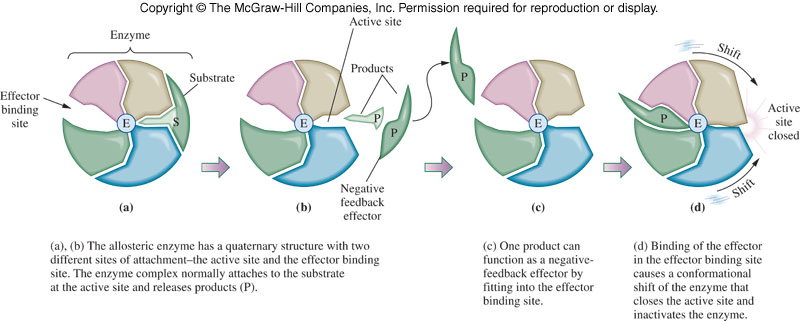 Copyright © The McGraw-Hill Companies, Inc. Permission required for reproduction or display.
Enzyme
Substrate
Effector
binding
site
E
S
(a)
Active site
Products
E
P
P
Negative
feedback
effector
(b)
P
E
(c)
Shift
P
E
Active
site
closed
Shift
(d)
(a), (b) The allosteric enzyme has a quaternary structure with two
different sites of attachment–the active site and the effector binding
site. The enzyme complex normally attaches to the substrate
at the active site and releases products (P).
(c) One product can
function as a negative-
feedback effector by
fitting into the effector
binding site.
(d) Binding of the effector
in the effector binding site
causes a conformational
shift of the enzyme that
closes the active site and
inactivates the enzyme.